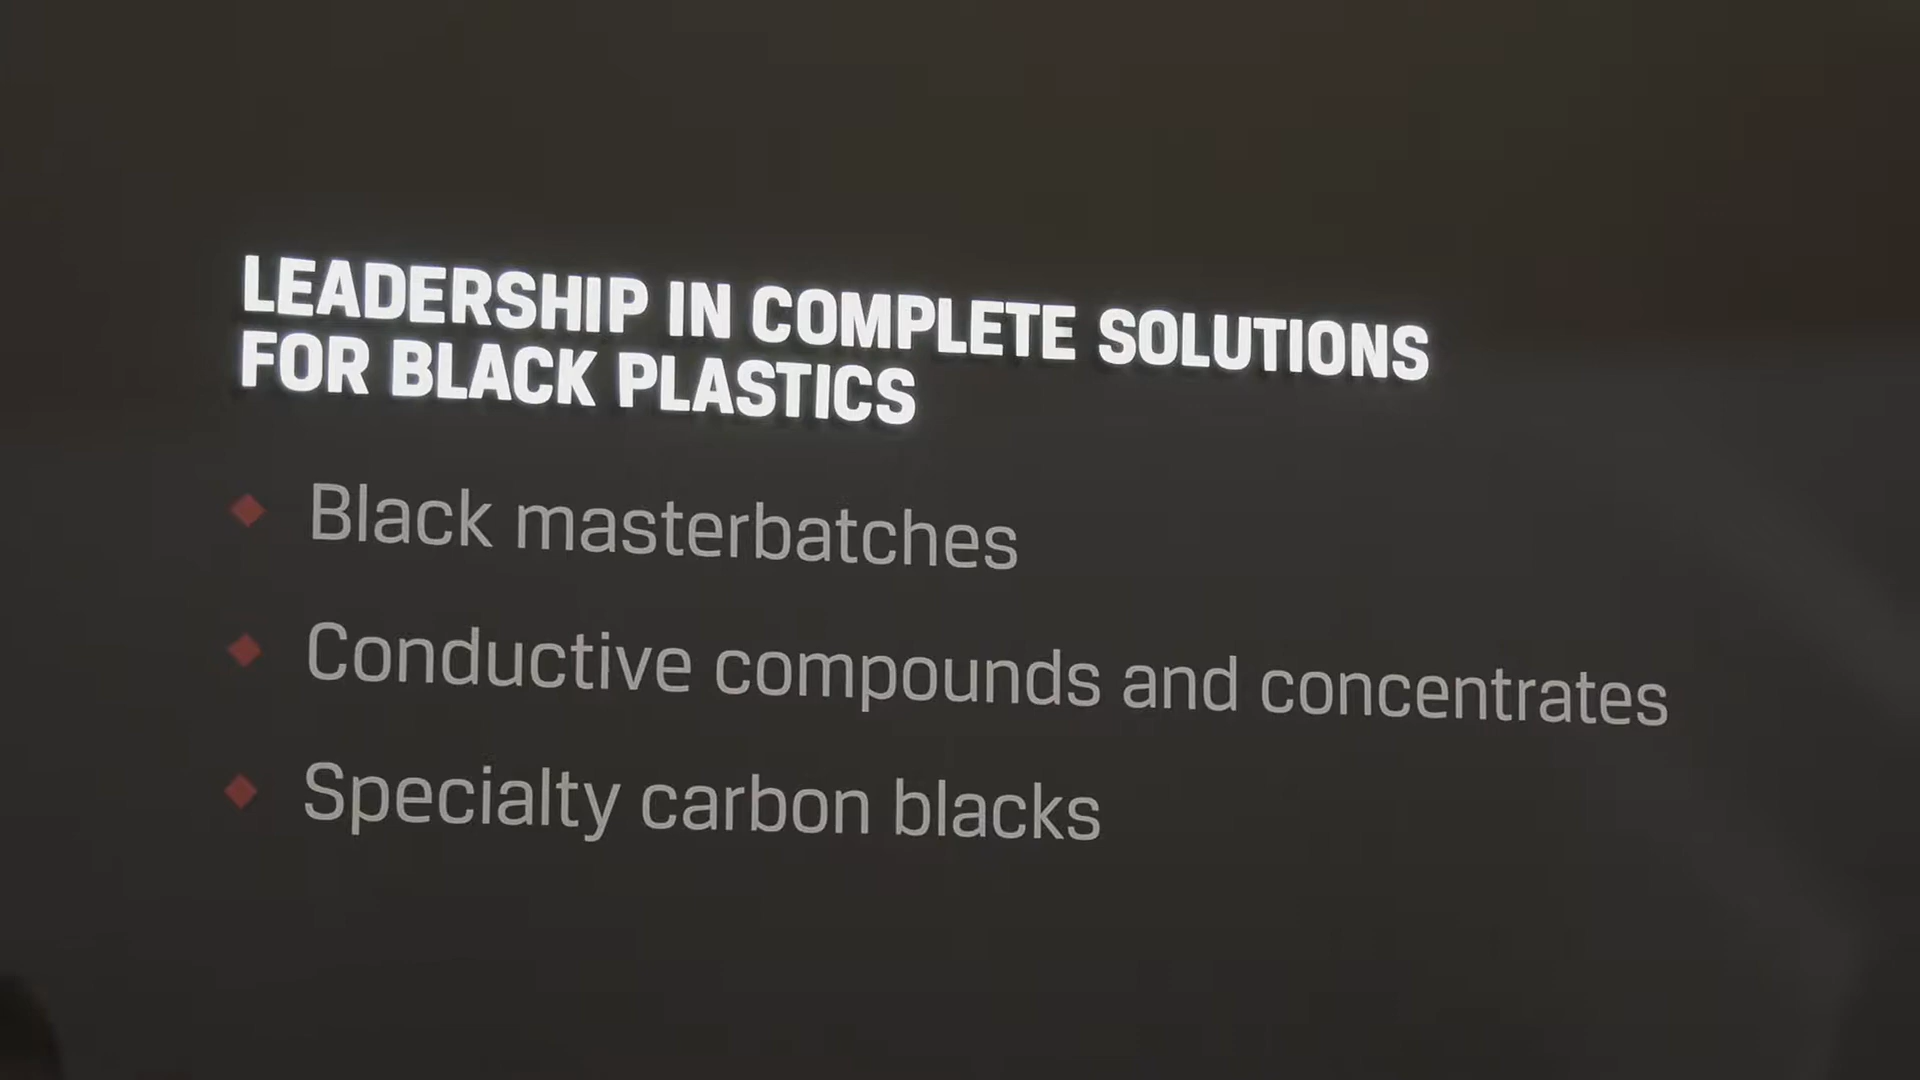 LEADERSHIP IN COMPLETE SOLUTIONS
FOR BLACK PLASTICS
Black masterbatches
Conductive compounds and concentrates
Specialty carbon blacks